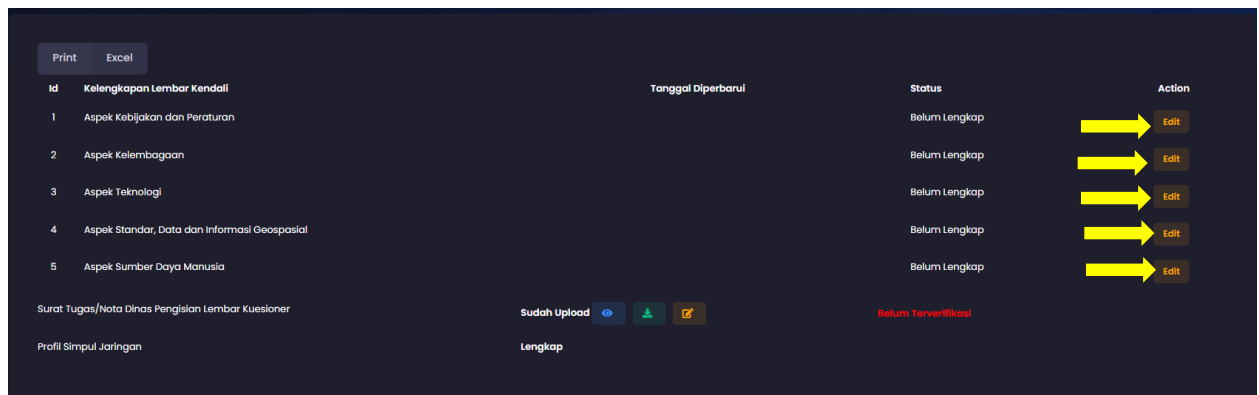 Print Excel
Id Kelengkapan Lembar Kendali Tanggal Diperbarui Status Action
1 Aspek Kebijakan dan Peraturan Belum Lengkap Edit
2 Aspek Kelembagaan Belum Lengkap Edit
3 Aspek Teknologi Belum Lengkap Edit
4 Aspek Standar, Data dan Informasi Geospasial Belum Lengkap Edit
5 Aspek Sumber Daya Manusia Belum Lengkap Edit
Surat Tugas/Nota Dinas Pengisian Lembar Kuesioner Sudah Upload Belum Terverifikasi
Profil Simpul Jaringan Lengkap